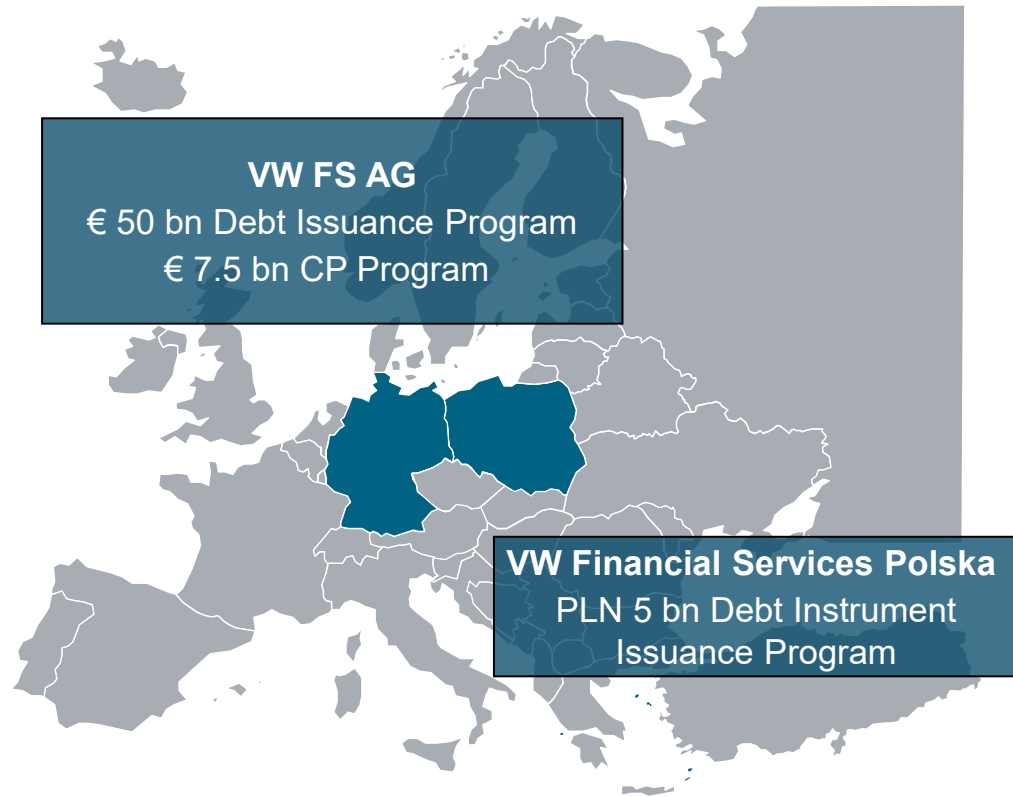 VW FS AG
€ 50 bn Debt Issuance Program
€ 7.5 bn CP Program
VW Financial Services Polska
PLN 5 bn Debt Instrument
Issuance Program